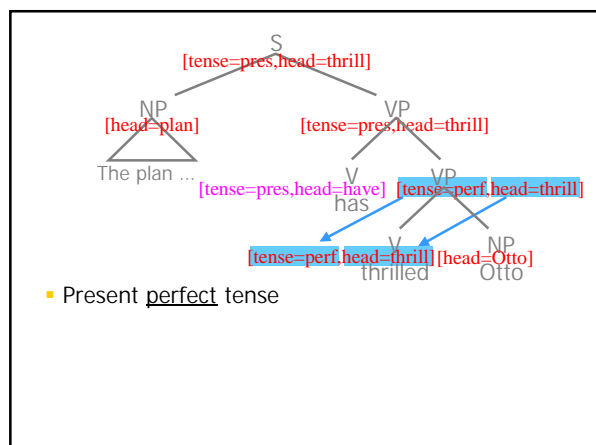 S
[tense=pres,head=thrill]
NP VP
[head=plan] [tense=pres,head=thrill]
The plan ... V VP
[tense=pres,head=have] [tense=perf,head=thrill]
has
V NP
[tense=perf,head=thrill] [head=Otto]
thrilled Otto
Present perfect tense